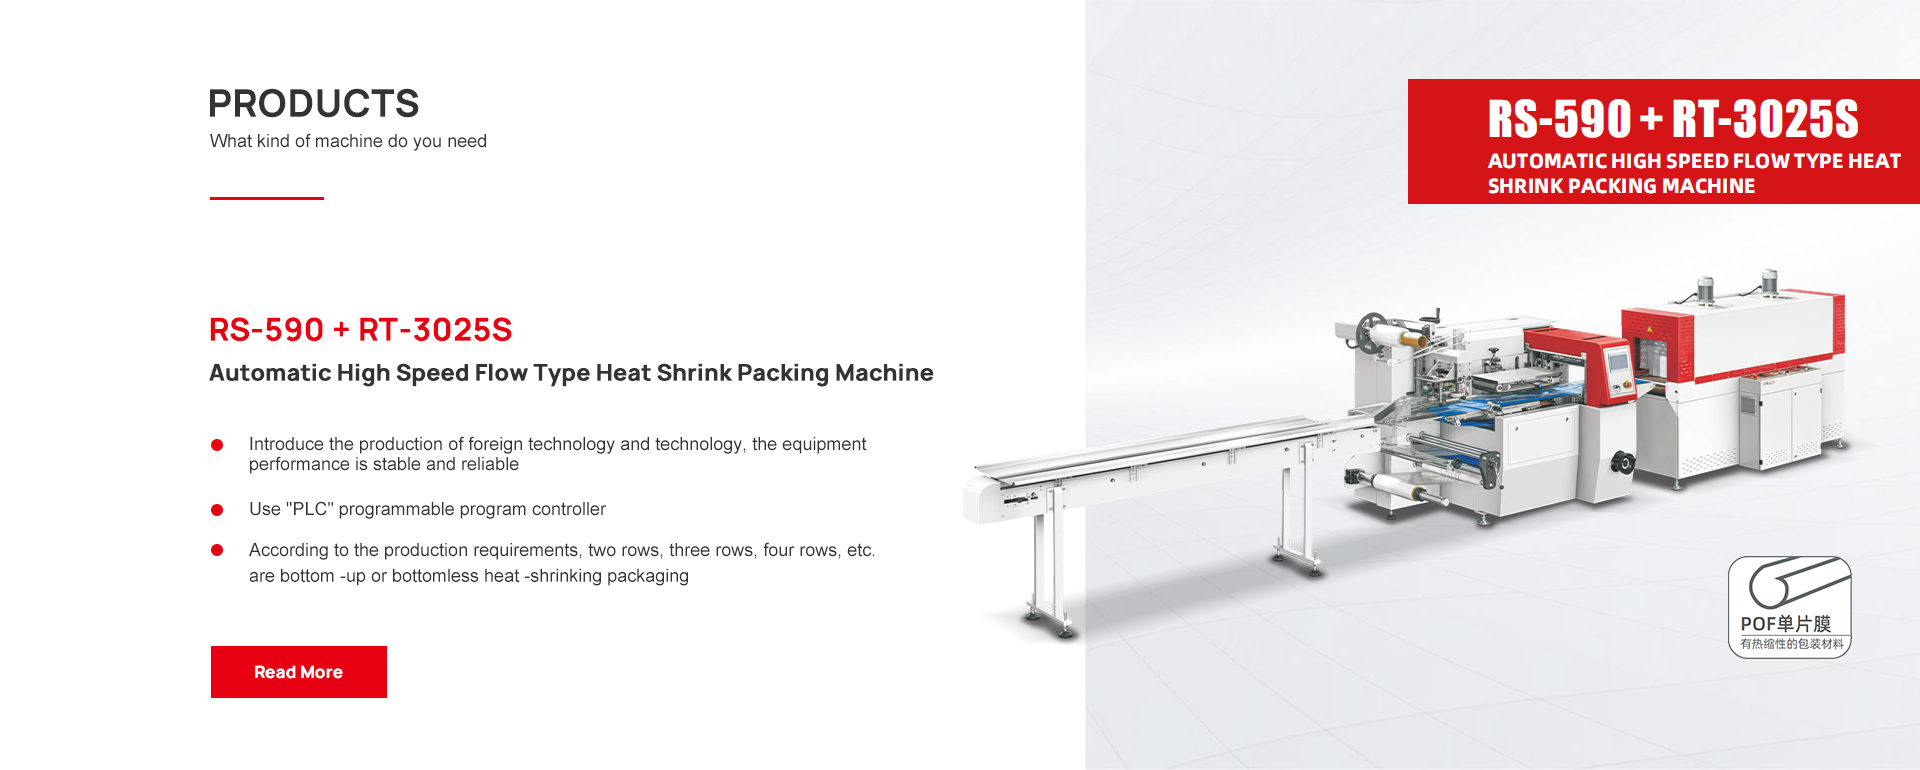 PRODUCTS
What kind of machine do you need
RS-590 + RT-3025S
Automatic High Speed Flow Type Heat Shrink Packing Machine
Introduce the production of foreign technology and technology, the equipment
performance is stable and reliable
Use "PLC" programmable program controller
According to the production requirements, two rows, three rows, four rows, etc.
are bottom -up or bottomless heat -shrinking packaging
Read More
RS-590 + RT-3025S
AUTOMATIC HIGH SPEED FLOW TYPE HEAT
SHRINK PACKING MACHINE
POF单片膜
有热缩性的包装材料